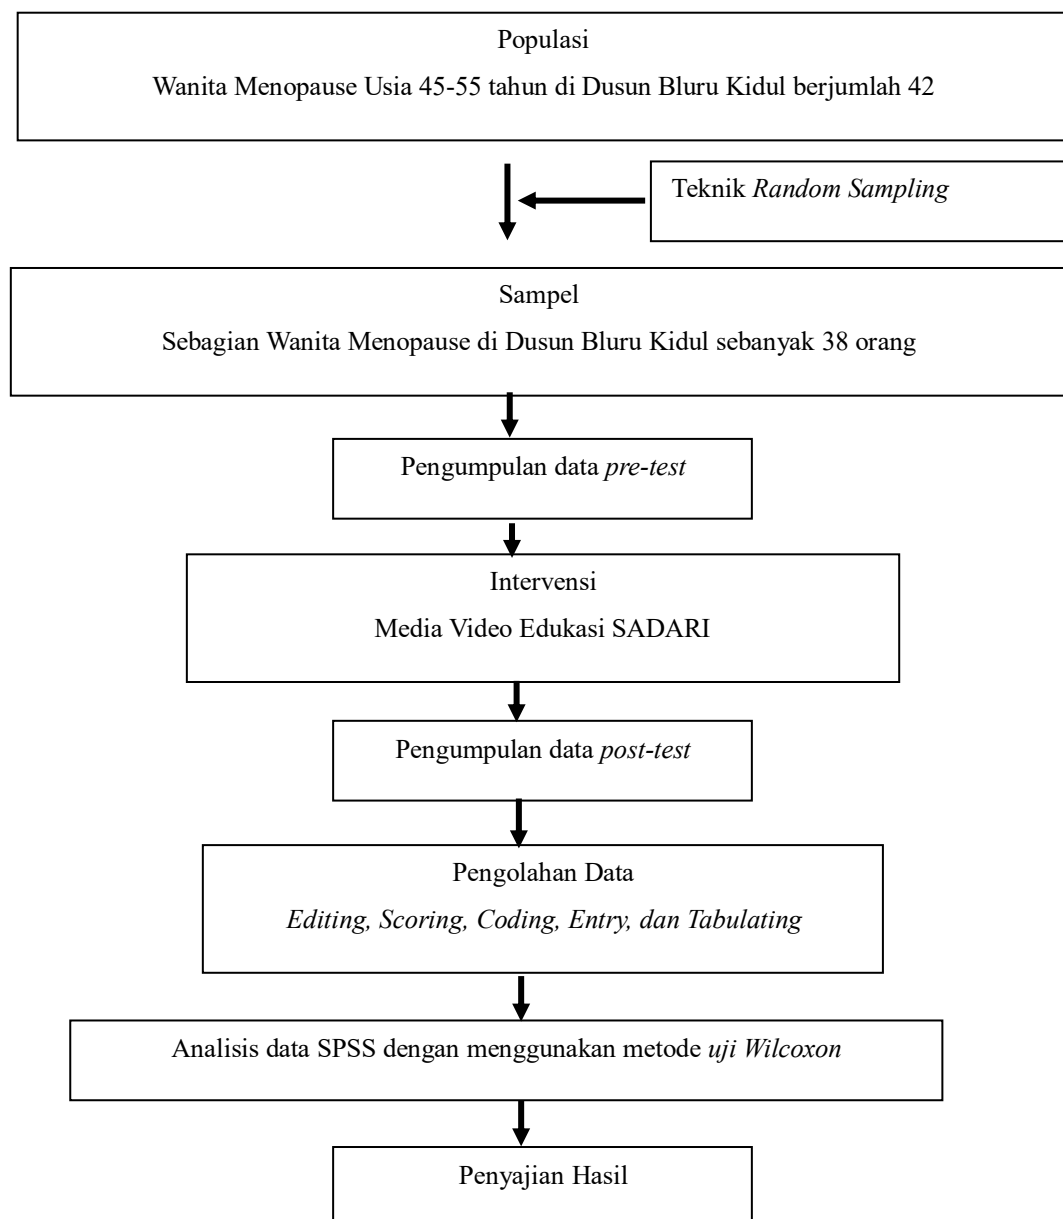 Populasi
Wanita Menopause Usia 45-55 tahun di Dusun Bluru Kidul berjumlah 42
Teknik Random Sampling
Sampel
Sebagian Wanita Menopause di Dusun Bluru Kidul sebanyak 38 orang
Pengumpulan data pre-test
Intervensi
Media Video Edukasi SADARI
Pengumpulan data post-test
Pengolahan Data
Editing, Scoring, Coding, Entry, dan Tabulating
Analisis data SPSS dengan menggunakan metode uji Wilcoxon
Penyajian Hasil